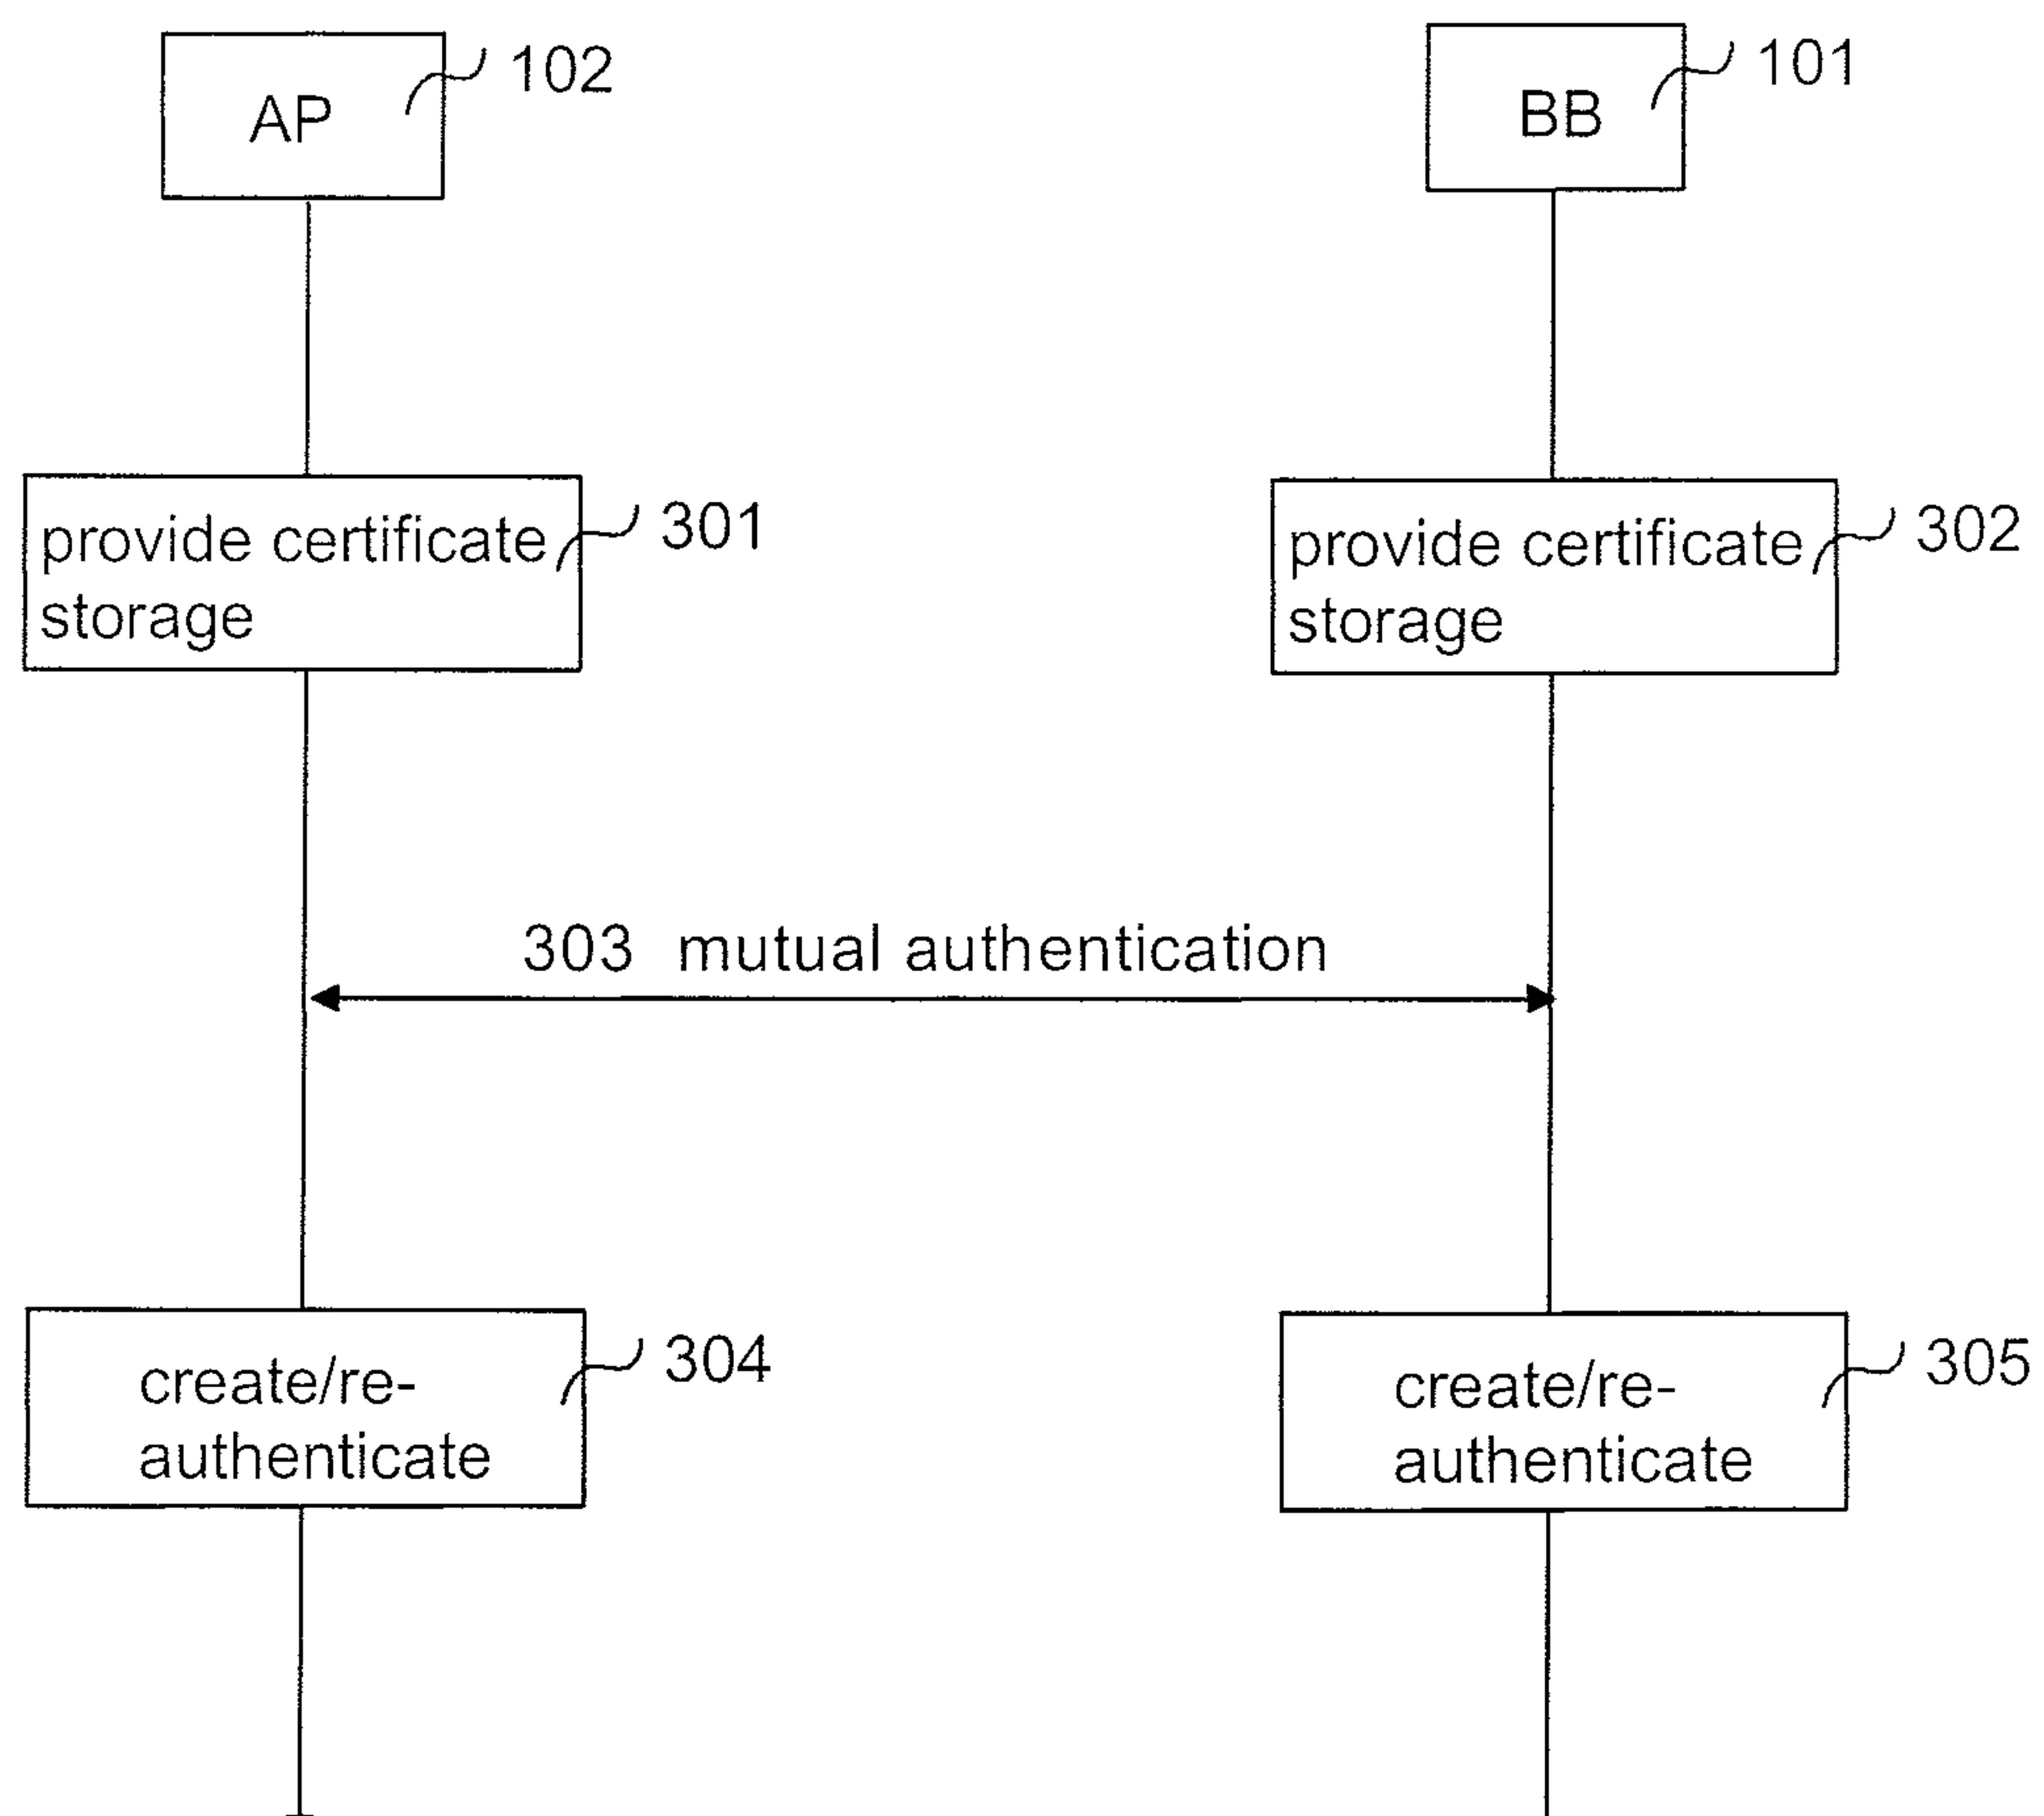 AP
102
BB
101
provide certificate
storage
301
provide certificate
storage
302
303 mutual authentication
create/re-
authenticate
304
create/re-
authenticate
305